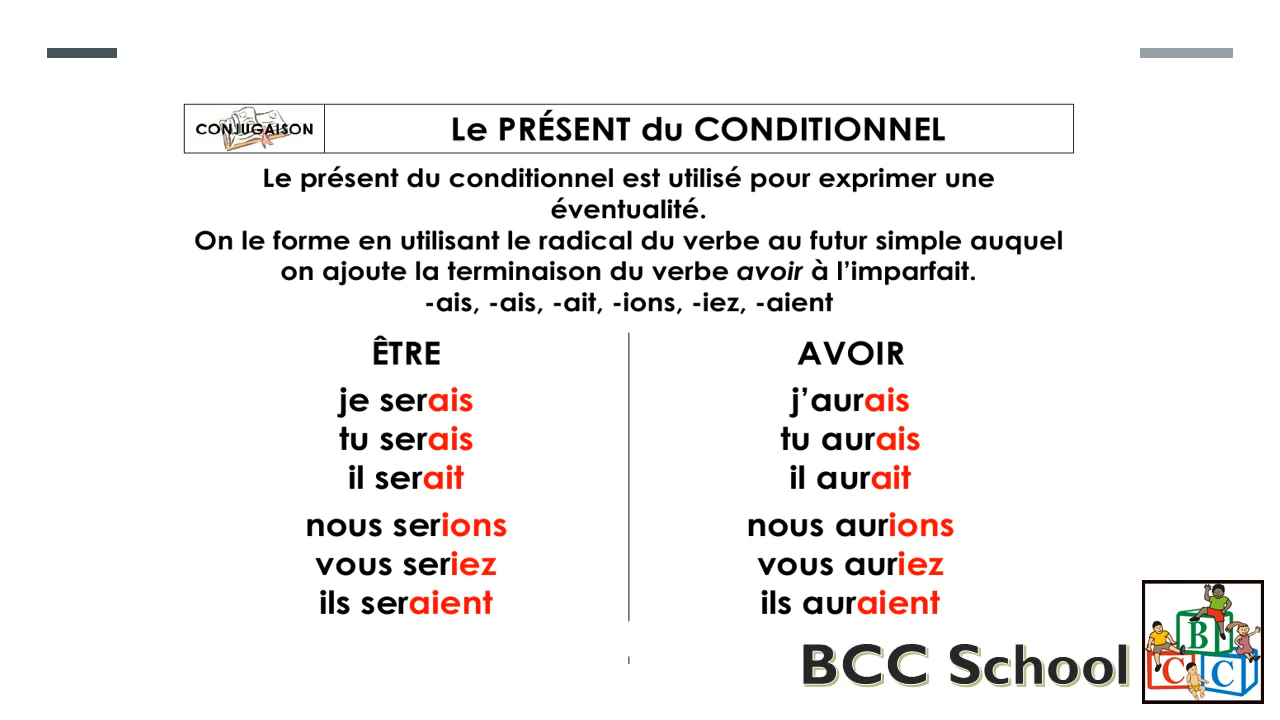 CONJUGAISON
Le PRÉSENT du CONDITIONNEL
Le présent du conditionnel est utilisé pour exprimer une
éventualité.
On le forme en utilisant le radical du verbe au futur simple auquel
on ajoute la terminaison du verbe avoir à l’imparfait.
-ais, -ais, -ait, -ions, -iez, -aient
ÊTRE
je serais
tu serais
il serait
nous serions
vous seriez
ils seraient
AVOIR
j’aurais
tu aurais
il aurait
nous aurions
vous auriez
ils auraient
BCC School
B
C C